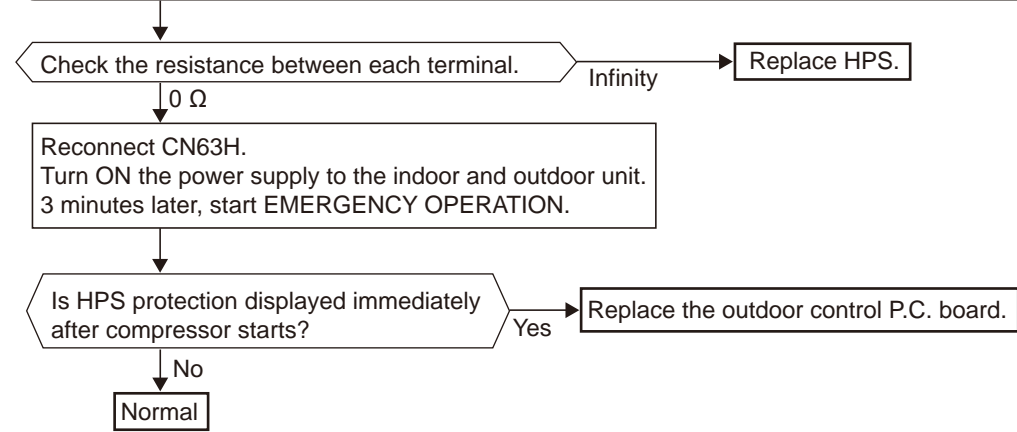 Check the resistance between each terminal.
Infinity
Replace HPS.
0 Ω
Reconnect CN63H.
Turn ON the power supply to the indoor and outdoor unit.
3 minutes later, start EMERGENCY OPERATION.
Is HPS protection displayed immediately
after compressor starts?
Yes
Replace the outdoor control P.C. board.
No
Normal